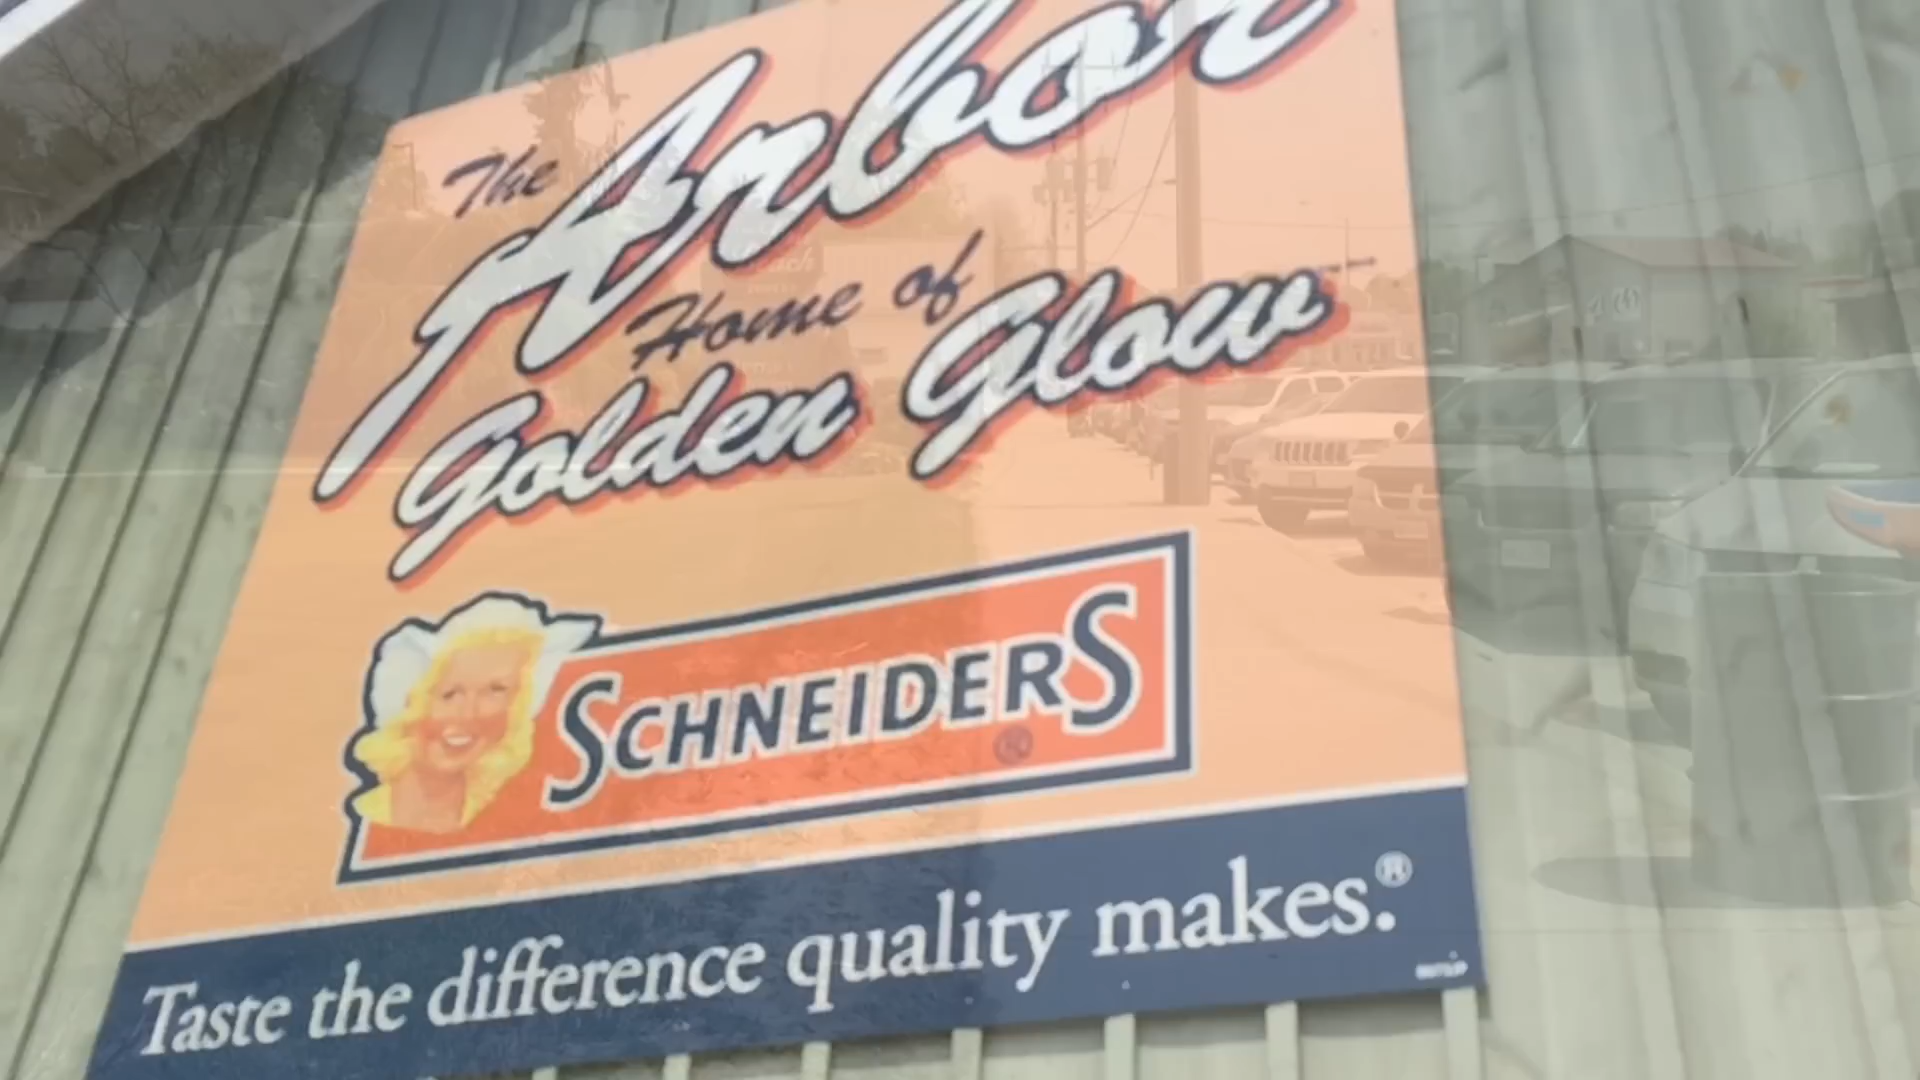 The Arbor
Home of
Golden Glow
SCHNEIDERS
®
Taste the difference quality makes.®